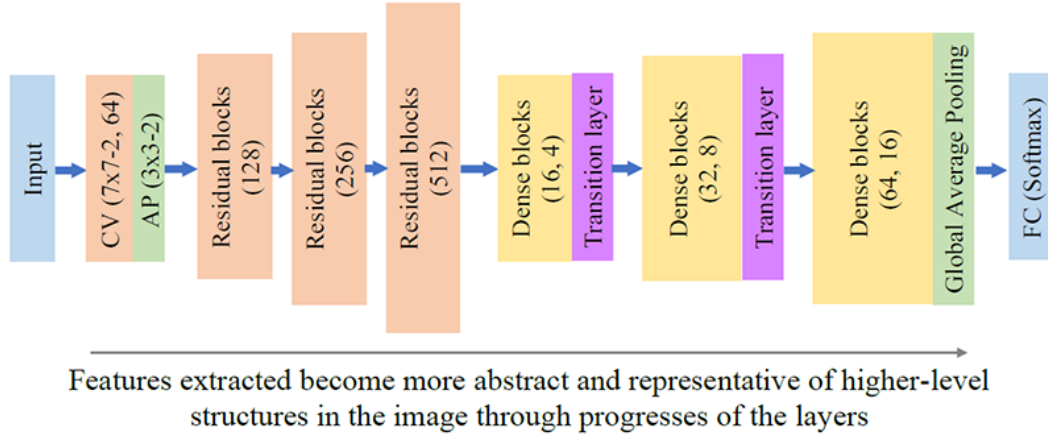 Input
CV (7x7-2, 64)
AP (3x3-2)
Residual blocks
(128)
Residual blocks
(256)
Residual blocks
(512)
Dense blocks
(16, 4)
Transition layer
Dense blocks
(32, 8)
Transition layer
Dense blocks
(64, 16)
Global Average Pooling
FC (Softmax)
Features extracted become more abstract and representative of higher-level
structures in the image through progresses of the layers